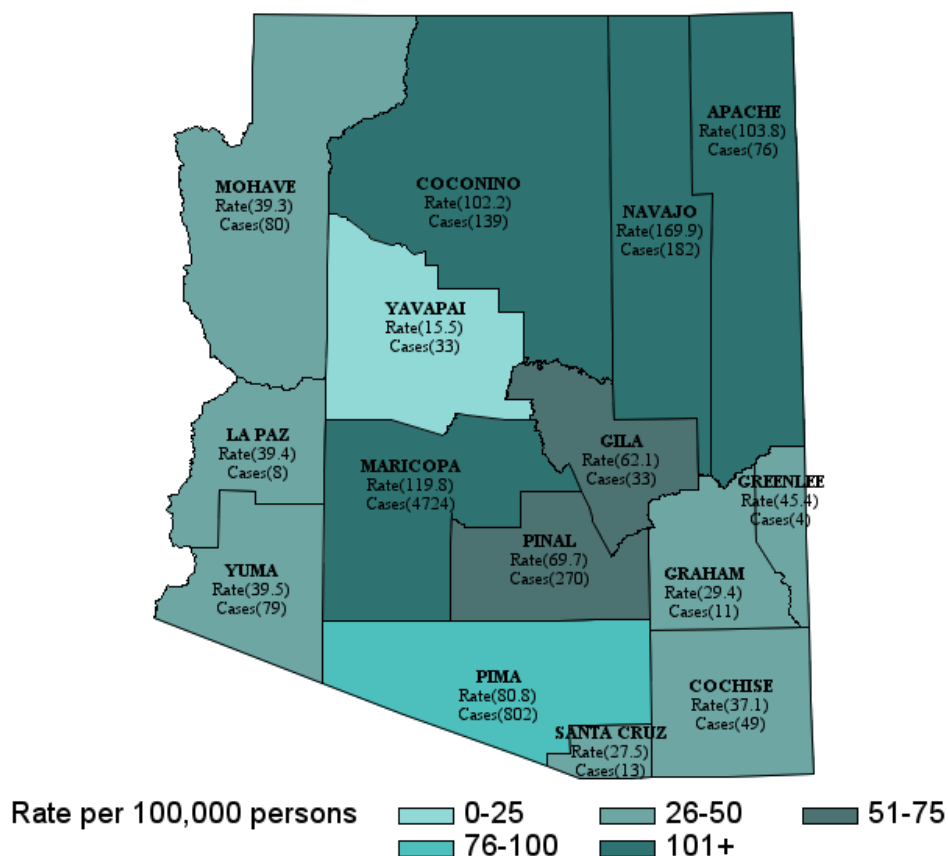 APACHE
Rate(103.8)
Cases(76)
MOHAVE
Rate(39.3)
Cases(80)
COCONINO
Rate(102.2)
Cases(139)
NAVAJO
Rate(169.9)
Cases(182)
YAVAPAI
Rate(15.5)
Cases(33)
LA PAZ
Rate(39.4)
Cases(8)
MARICOPA
Rate(119.8)
Cases(4724)
GILA
Rate(62.1)
Cases(33)
GREENLEE
Rate(45.4)
Cases(4)
PINAL
Rate(69.7)
Cases(270)
YUMA
Rate(39.5)
Cases(79)
GRAHAM
Rate(29.4)
Cases(11)
PIMA
Rate(80.8)
Cases(802)
COCHISE
Rate(37.1)
Cases(49)
SANTA CRUZ
Rate(27.5)
Cases(13)
Rate per 100,000 persons
0-25
26-50
51-75
76-100
101+